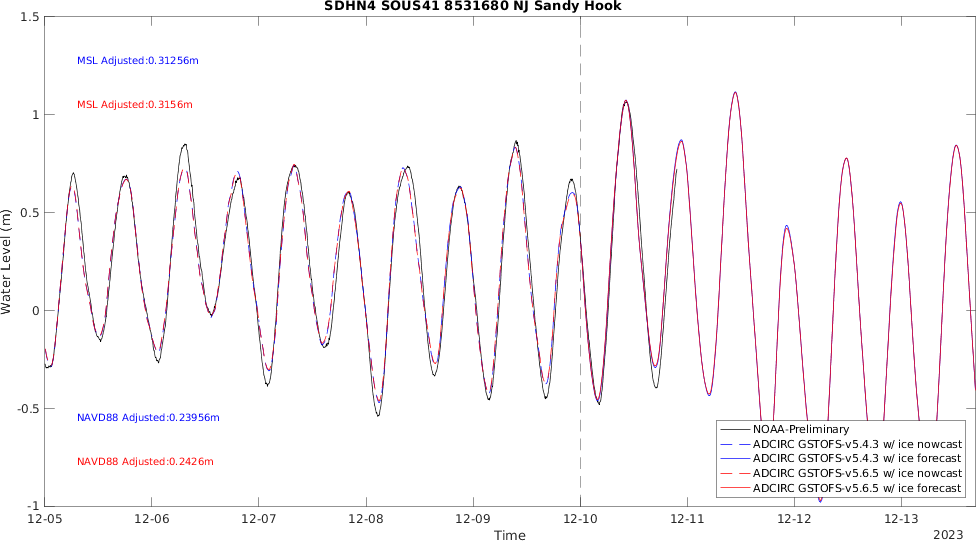 SDHN4 SOUS41 8531680 NJ Sandy Hook
1.5
MSL Adjusted:0.31256m
MSL Adjusted:0.3156m
1
0.5
Water Level (m)
0
-0.5
NAVD88 Adjusted:0.23956m
NAVD88 Adjusted:0.2426m
NOAA-Preliminary
ADCIRC GSTOFS-v5.4.3 w/ ice nowcast
ADCIRC GSTOFS-v5.4.3 w/ ice forecast
ADCIRC GSTOFS-v5.6.5 w/ ice nowcast
ADCIRC GSTOFS-v5.6.5 w/ ice forecast
-1
12-05 12-06 12-07 12-08 12-09 12-10 12-11 12-12 12-13
Time
2023